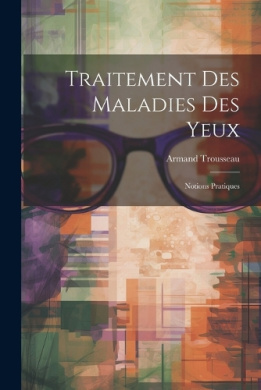 Traitement Des
Maladies Des
Yeux
Armand Trousseau
Notions Pratiques